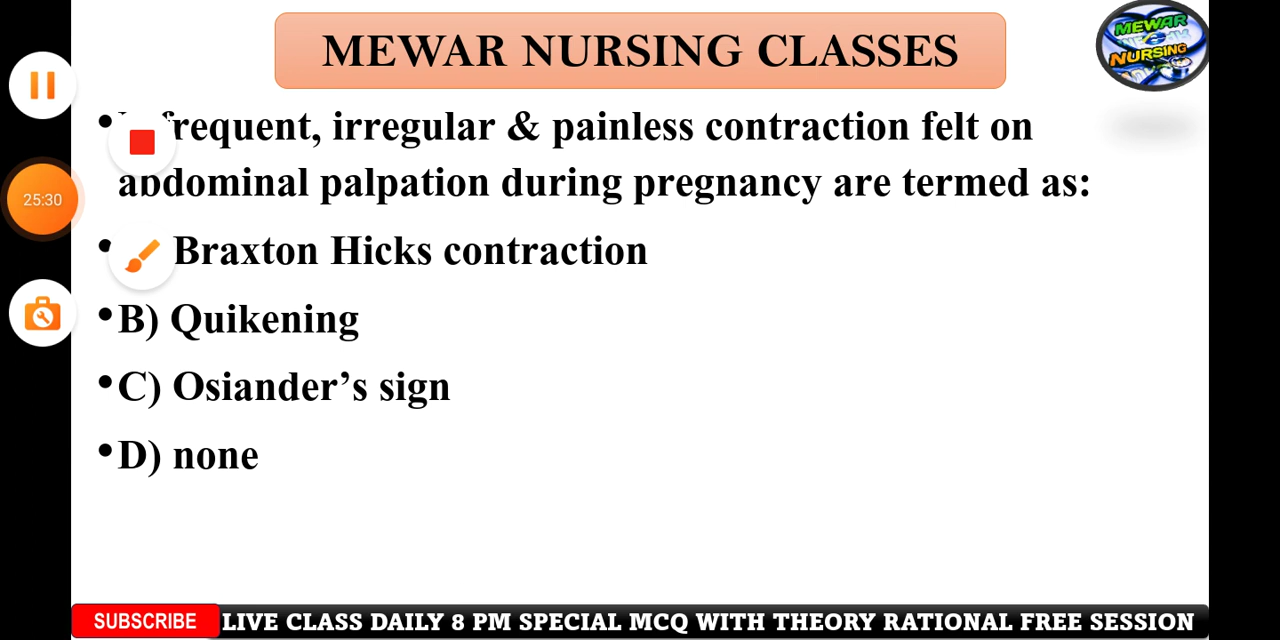 MEWAR NURSING CLASSES
MEWAR
NURSING
frequent, irregular & painless contraction felt on
abdominal palpation during pregnancy are termed as:
Braxton Hicks contraction
B) Quikening
C) Osiander’s sign
D) none
25:30
SUBSCRIBE LIVE CLASS DAILY 8 PM SPECIAL MCQ WITH THEORY RATIONAL FREE SESSION